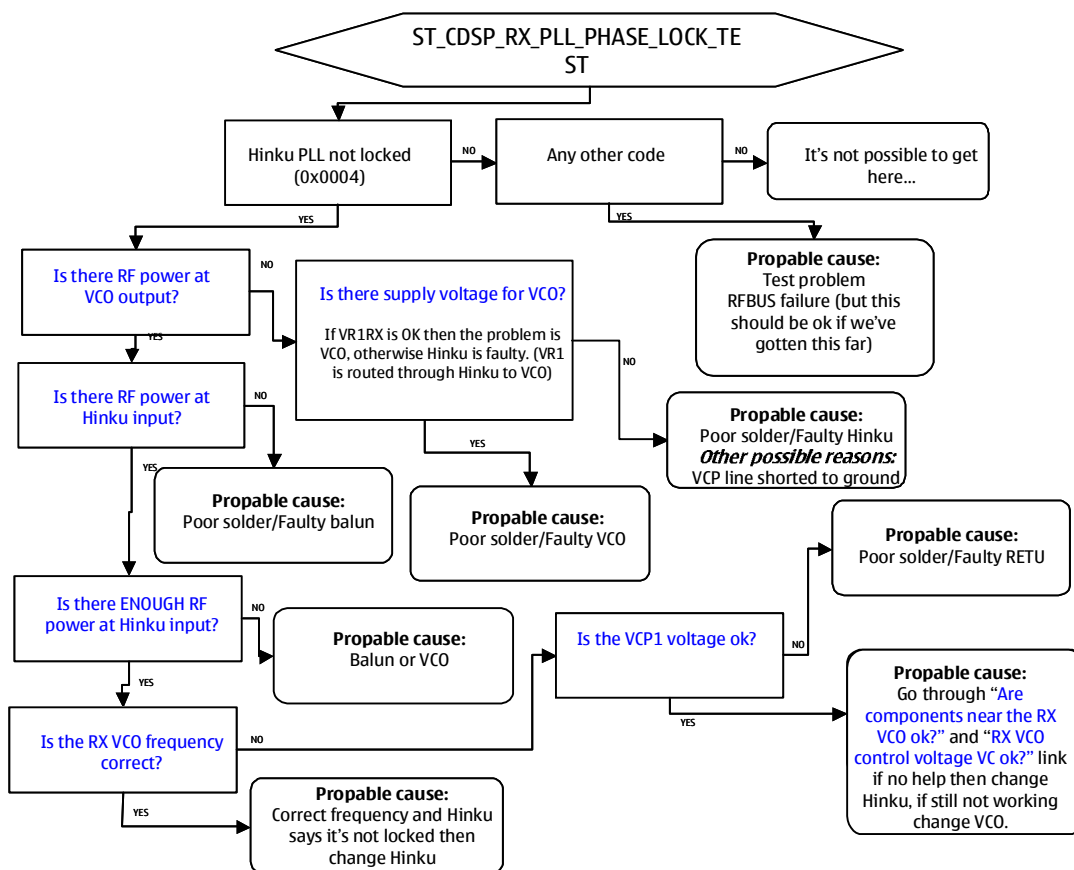 ST_CDSP_RX_PLL_PHASE_LOCK_TE
ST
Hinku PLL not locked
(0x0004)
NO
Any other code
NO
It's not possible to get
here...
YES
YES
Is there RF power at
VCO output?
NO
Is there supply voltage for VCO?
If VR1RX is OK then the problem is
VCO, otherwise Hinku is faulty. (VR1
is routed through Hinku to VCO)
Propable cause:
Test problem
RFBUS failure (but this
should be ok if we've
gotten this far)
YES
NO
Is there RF power at
Hinku input?
NO
Propable cause:
Poor solder/Faulty Hinku
Other possible reasons:
VCP line shorted to ground
YES
YES
Propable cause:
Poor solder/Faulty balun
Propable cause:
Poor solder/Faulty VCO
Propable cause:
Poor solder/Faulty RETU
Is there ENOUGH RF
power at Hinku input?
NO
Propable cause:
Balun or VCO
Is the VCP1 voltage ok?
NO
YES
YES
Propable cause:
Go through “Are
components near the RX
VCO ok?” and “RX VCO
control voltage VC ok?” link
if no help then change
Hinku, if still not working
change VCO.
Is the RX VCO frequency
correct?
NO
YES
Propable cause:
Correct frequency and Hinku
says it's not locked then
change Hinku